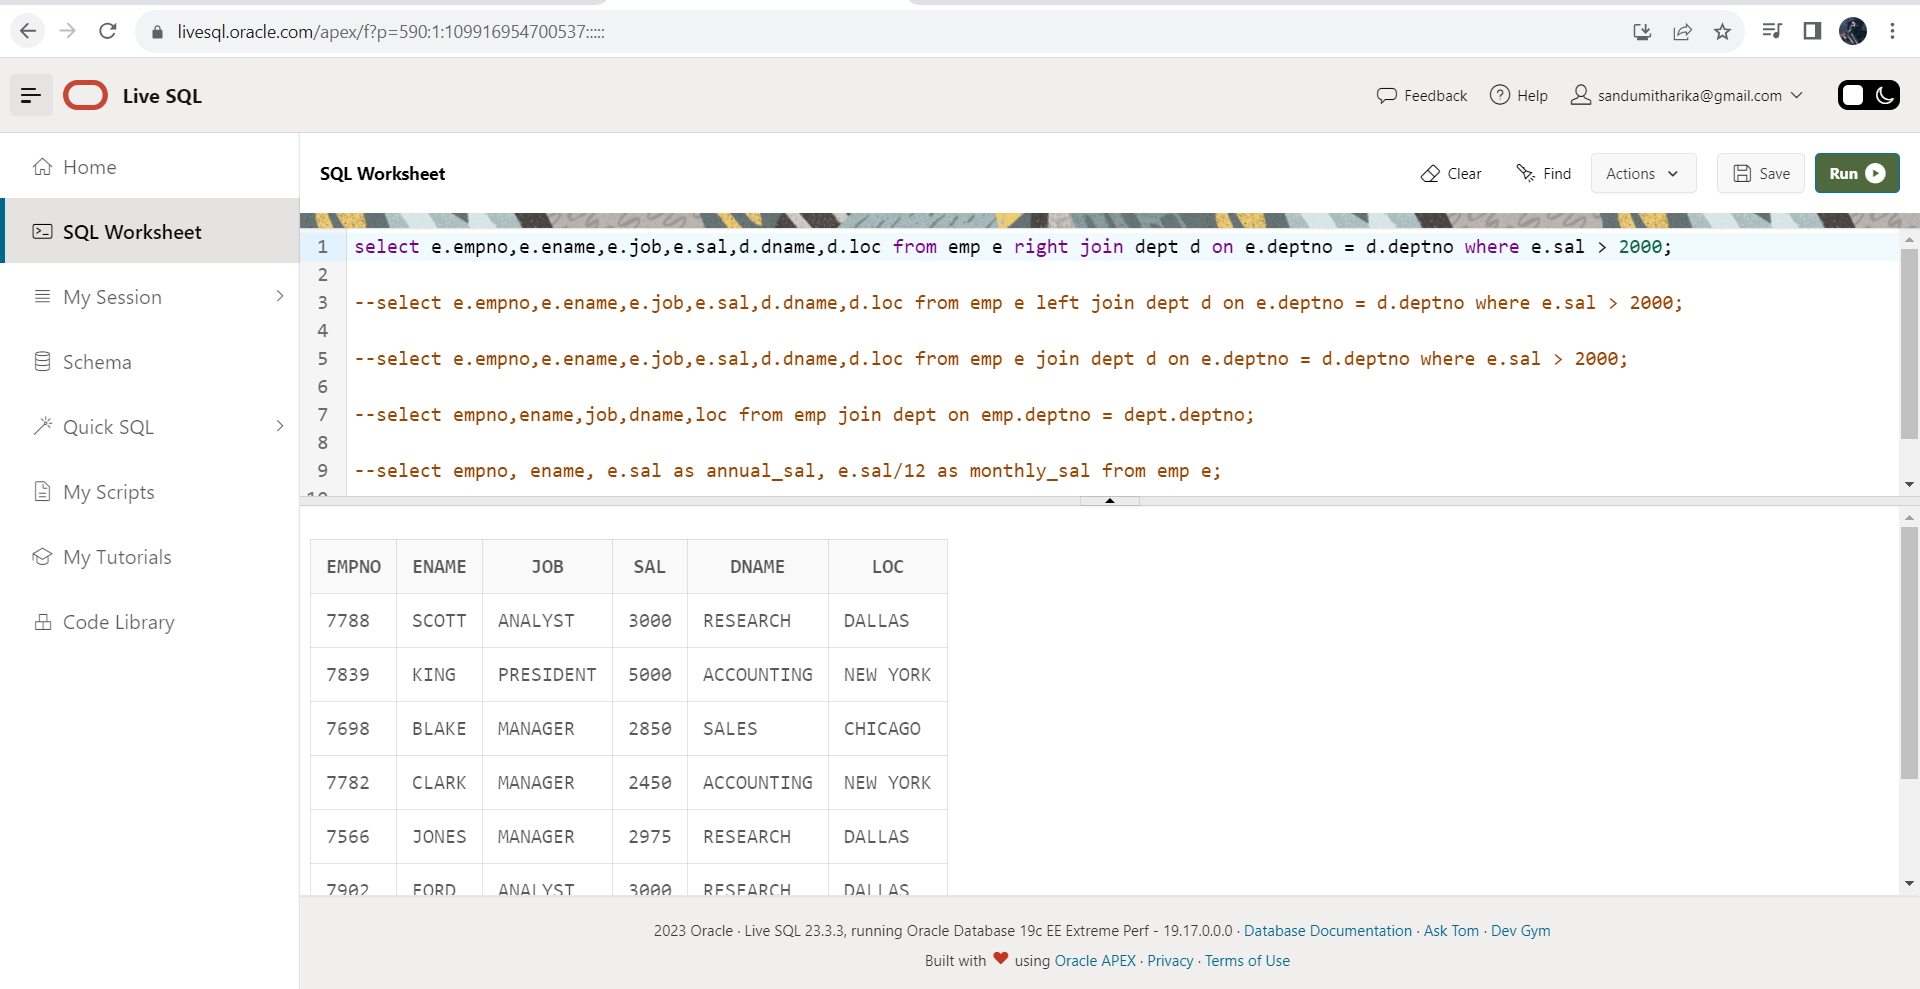 livesql.oracle.com/apex/f?p=590:1:109916954700537:::::
Live SQL
Feedback
Help
sandumitharika@gmail.com
Home
SQL Worksheet
My Session
Schema
Quick SQL
My Scripts
My Tutorials
Code Library
SQL Worksheet
Clear
Find
Actions
Save
Run
1 select e.empno,e.ename,e.job,e.sal,d.dname,d.loc from emp e right join dept d on e.deptno = d.deptno where e.sal > 2000;
2
3 --select e.empno,e.ename,e.job,e.sal,d.dname,d.loc from emp e left join dept d on e.deptno = d.deptno where e.sal > 2000;
4
5 --select e.empno,e.ename,e.job,e.sal,d.dname,d.loc from emp e join dept d on e.deptno = d.deptno where e.sal > 2000;
6
7 --select empno,ename,job,dname,loc from emp join dept on emp.deptno = dept.deptno;
8
9 --select empno, ename, e.sal as annual_sal, e.sal/12 as monthly_sal from emp e;
10
EMPNO ENAME JOB SAL DNAME LOC
7788 SCOTT ANALYST 3000 RESEARCH DALLAS
7839 KING PRESIDENT 5000 ACCOUNTING NEW YORK
7698 BLAKE MANAGER 2850 SALES CHICAGO
7782 CLARK MANAGER 2450 ACCOUNTING NEW YORK
7566 JONES MANAGER 2975 RESEARCH DALLAS
7902 FORD ANALYST 3000 RESEARCH DALLAS
2023 Oracle · Live SQL 23.3.3, running Oracle Database 19c EE Extreme Perf - 19.17.0.0.0 · Database Documentation · Ask Tom · Dev Gym
Built with ❤ using Oracle APEX · Privacy · Terms of Use